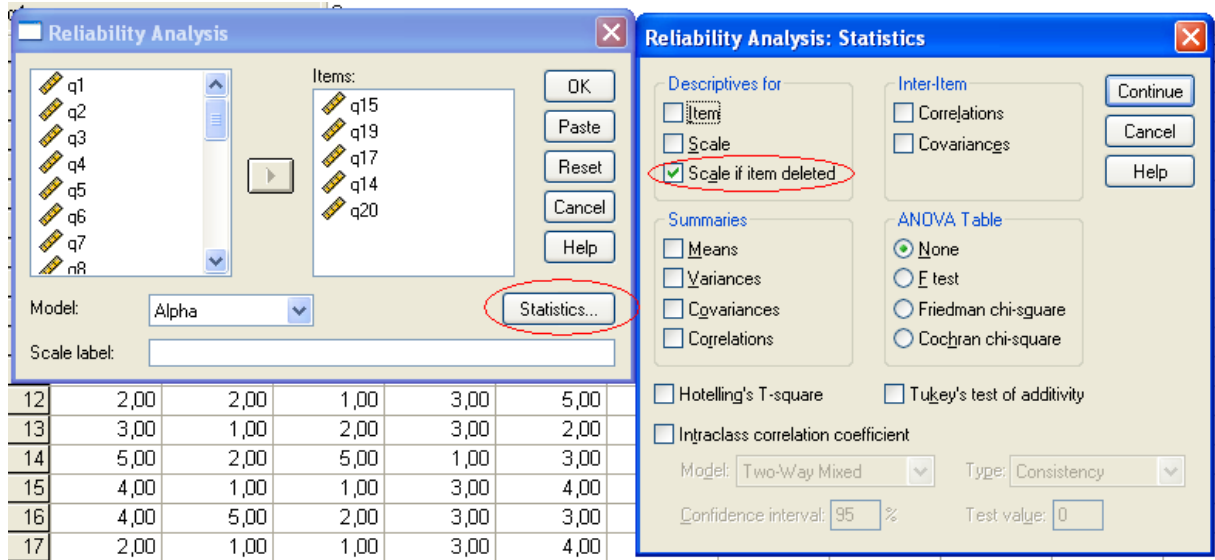 Reliability Analysis
q1
q2
q3
q4
q5
q6
q7
q8
Items:
q15
q19
q17
q14
q20
OK
Paste
Reset
Cancel
Help
Model:
Alpha
Statistics...
Scale label:
12 2,00 2,00 1,00 3,00 5,00
13 3,00 1,00 2,00 3,00 2,00
14 5,00 2,00 5,00 1,00 3,00
15 4,00 1,00 1,00 3,00 4,00
16 4,00 5,00 2,00 3,00 3,00
17 2,00 1,00 1,00 3,00 4,00
Reliability Analysis: Statistics
Descriptives for
Item
Scale
Scale if item deleted
Inter-Item
Correlations
Covariances
Continue
Cancel
Help
Summaries
Means
Variances
Covariances
Correlations
ANOVA Table
None
F test
Friedman chi-square
Cochran chi-square
Hotelling's T-square
Tukey's test of additivity
Intraclass correlation coefficient
Model: Two-Way Mixed
Type: Consistency
Confidence interval: 95 %
Test value: 0